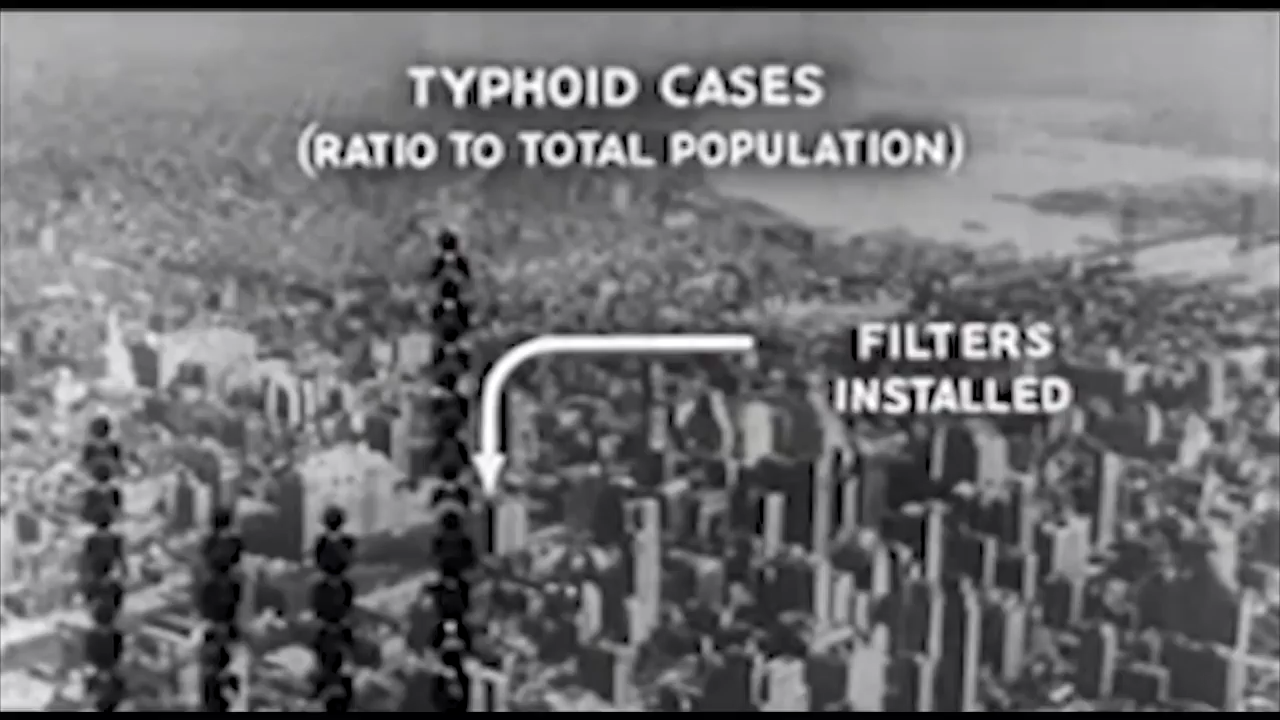 TYPHOID CASES
(RATIO TO TOTAL POPULATION)
FILTERS
INSTALLED